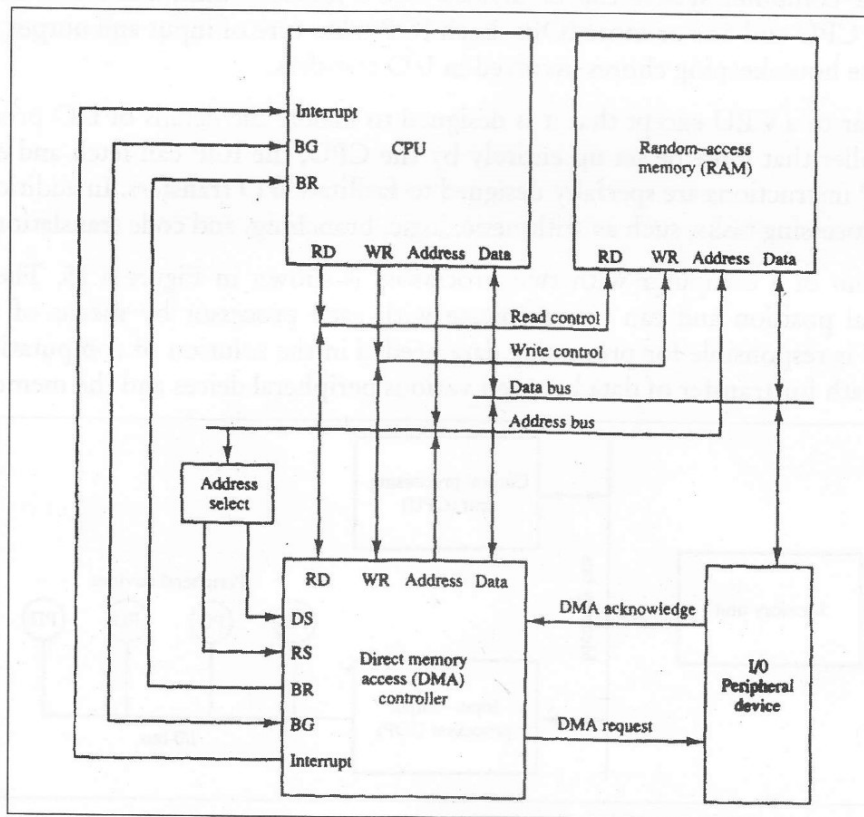 Interrupt
BG
BR
CPU
RD
WR
Address
Data
Random–access
memory (RAM)
RD
WR
Address
Data
Read control
Write control
Data bus
Address bus
Address
select
RD
WR
Address
Data
DS
RS
BR
BG
Interrupt
Direct memory
access (DMA)
controller
DMA acknowledge
DMA request
I/0
Peripheral
device